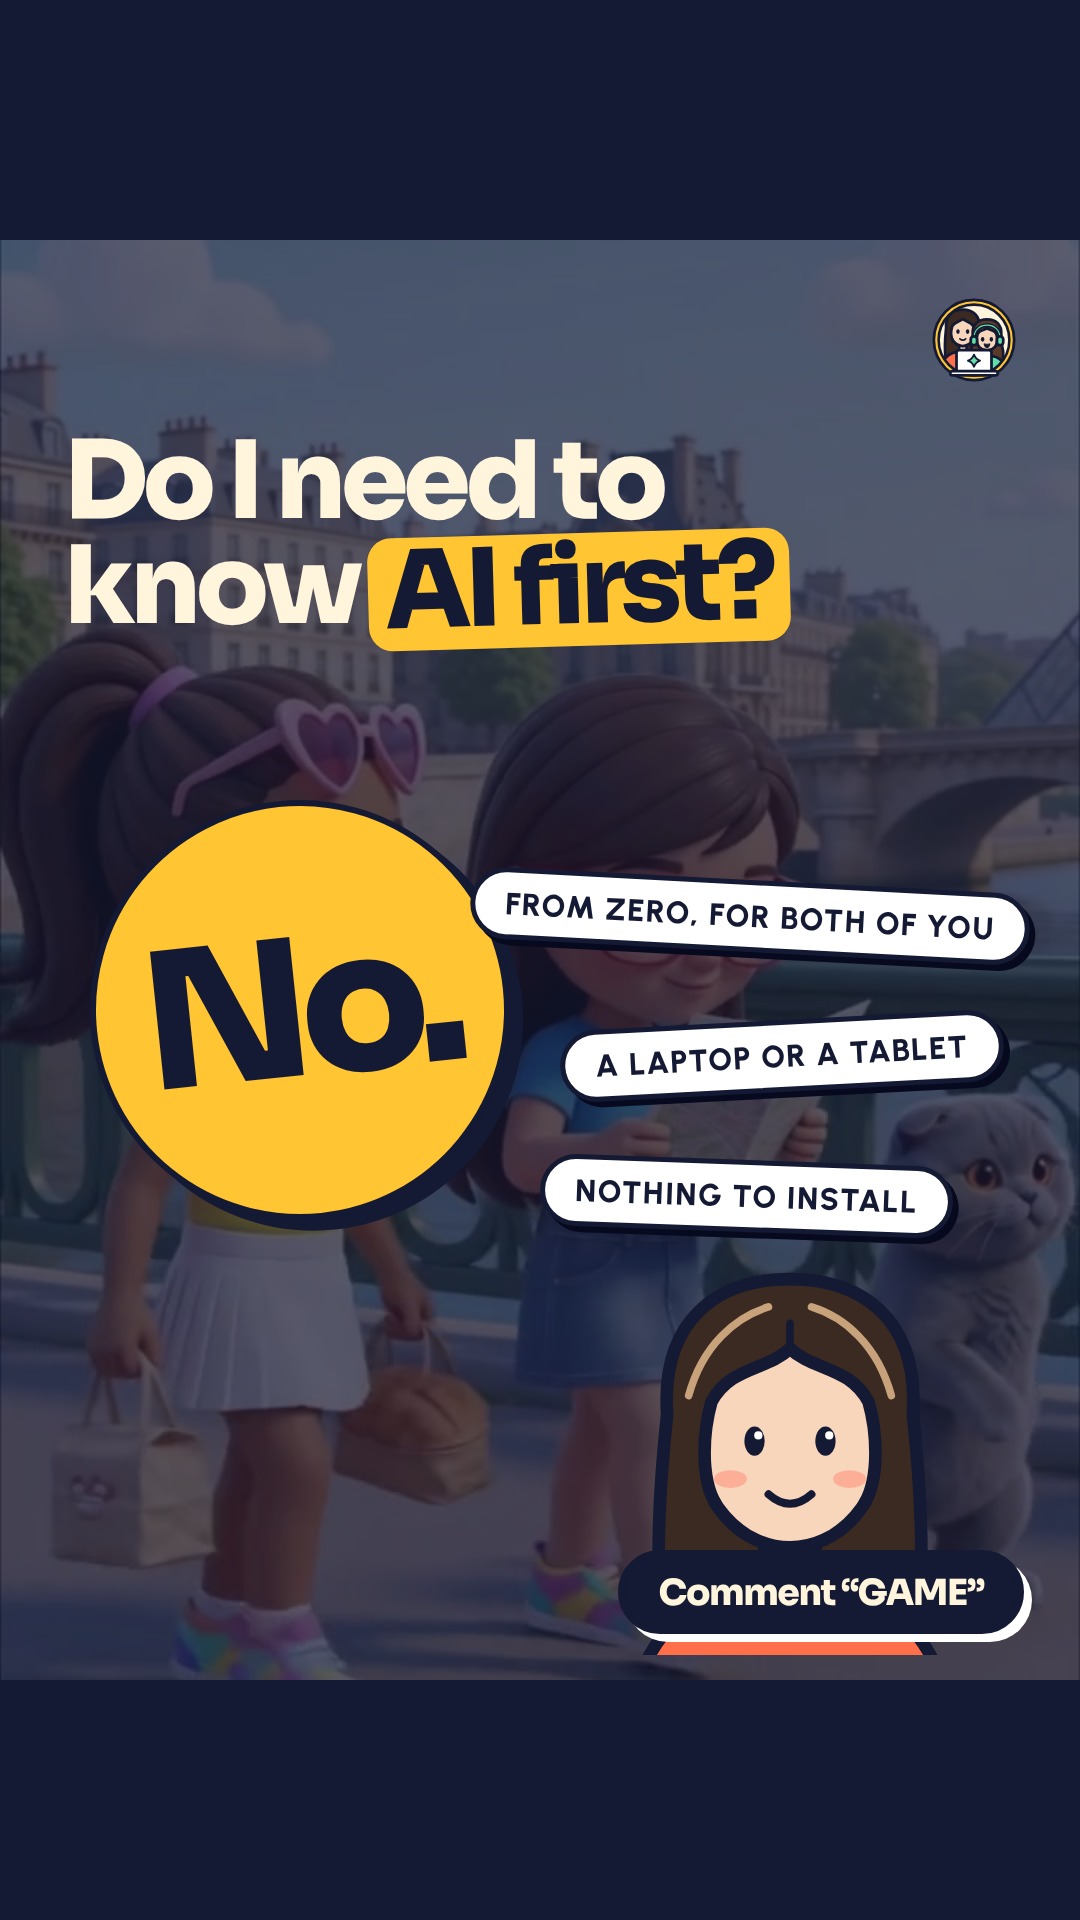 Do I need to
know AI first?
No.
FROM ZERO, FOR BOTH OF YOU
A LAPTOP OR A TABLET
NOTHING TO INSTALL
Comment “GAME”